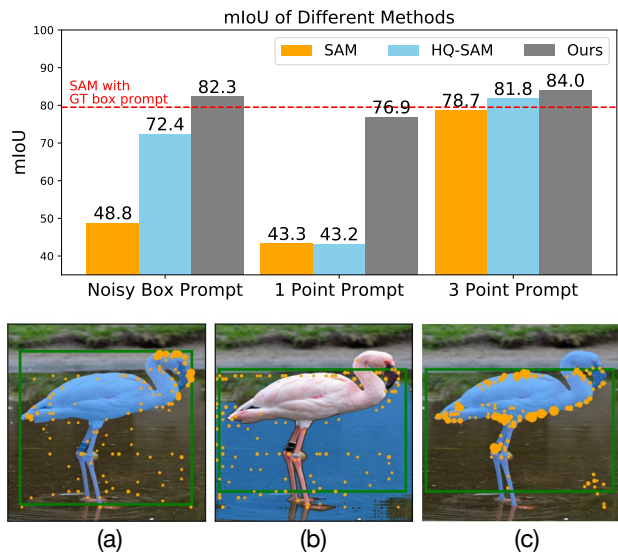 mIoU of Different Methods
mIoU
100
90
80
70
60
50
40
SAM
HQ-SAM
Ours
SAM with
GT box prompt
48.8
72.4
82.3
43.3
43.2
76.9
78.7
81.8
84.0
Noisy Box Prompt
1 Point Prompt
3 Point Prompt
(a)
(b)
(c)